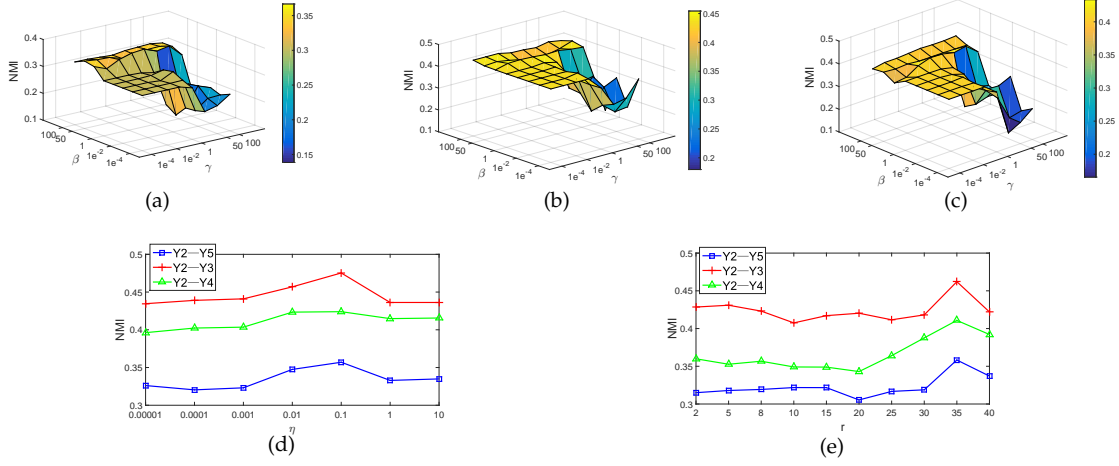 0.4
0.3
0.2
0.1
NMI
100
50
1
1e^-2
1e^-4
β
1e^-4
1e^-2
1
50
100
γ
0.35
0.3
0.25
0.2
0.15
(a)
0.5
0.4
0.3
0.2
0.1
NMI
100
50
1
1e^-2
1e^-4
β
1e^-4
1e^-2
1
50
100
γ
0.45
0.4
0.35
0.3
0.25
0.2
(b)
0.5
0.4
0.3
0.2
0.1
NMI
100
50
1
1e^-2
1e^-4
β
1e^-4
1e^-2
1
50
100
γ
0.4
0.35
0.3
0.25
0.2
(c)
Y2—Y5
Y2—Y3
Y2—Y4
0.5
0.45
0.4
0.35
0.3
NMI
0.00001 0.0001 0.001 0.01 0.1 1 10
η
(d)
Y2—Y5
Y2—Y3
Y2—Y4
0.5
0.45
0.4
0.35
0.3
NMI
2 5 8 10 15 20 25 30 35 40
r
(e)